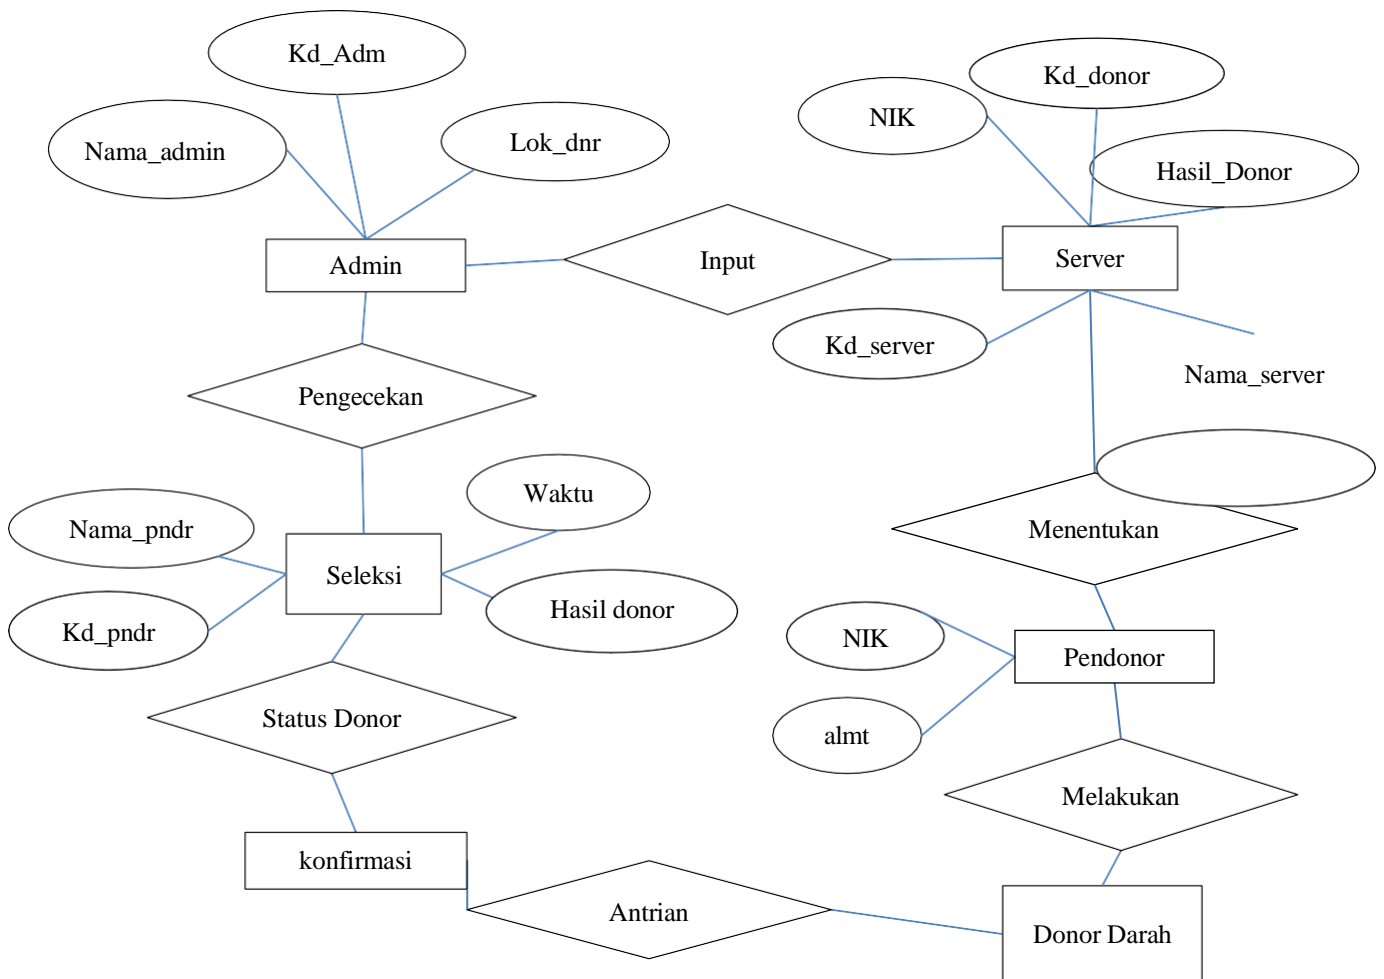 Kd_Adm
Kd_donor
NIK
Nama_admin
Lok_dnr
Hasil_Donor
Admin
Input
Server
Kd_server
Nama_server
Pengecekan
Waktu
Nama_pndr
Menentukan
Seleksi
Hasil donor
Kd_pndr
NIK
Pendonor
Status Donor
almt
Melakukan
konfirmasi
Antrian
Donor Darah